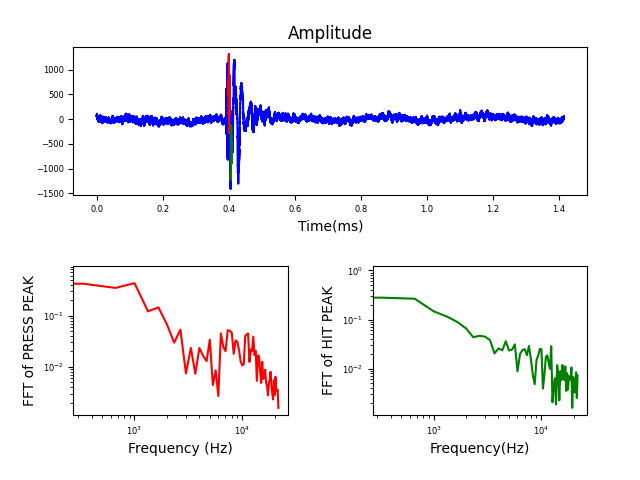 Amplitude
1000
500
0
−500
−1000
−1500
0.0 0.2 0.4 0.6 0.8 1.0 1.2 1.4
Time(ms)
FFT of PRESS PEAK
10⁻¹
10⁻²
10³ 10⁴
Frequency (Hz)
FFT of HIT PEAK
10⁰
10⁻¹
10⁻²
10³ 10⁴
Frequency(Hz)